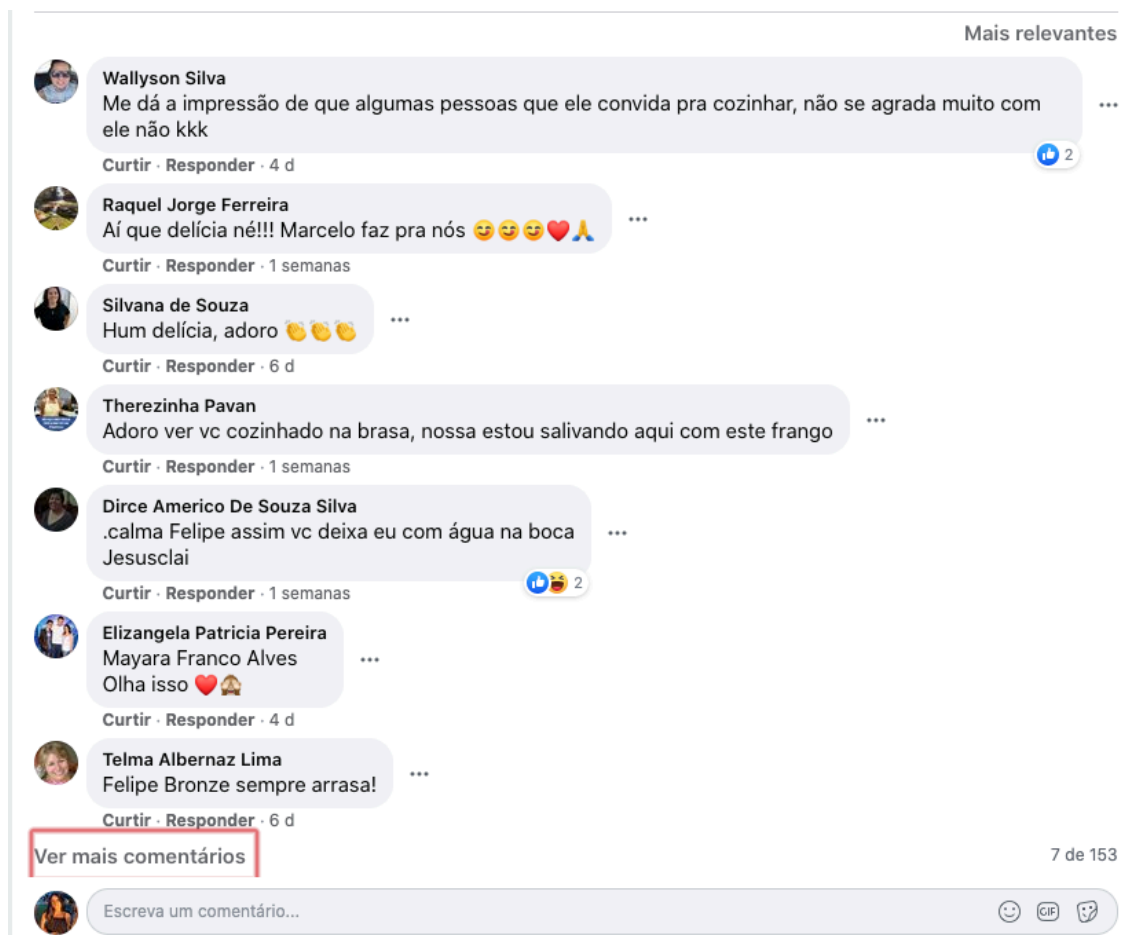 Mais relevantes
Wallyson Silva
Me dá a impressão de que algumas pessoas que ele convida pra cozinhar, não se agrada muito com
ele não kkk
2
Curtir · Responder · 4 d
Raquel Jorge Ferreira
Aí que delícia né!!! Marcelo faz pra nós 😋😋😋❤️🙏
Curtir · Responder · 1 semanas
Silvana de Souza
Hum delícia, adoro 👏👏👏
Curtir · Responder · 6 d
Therezinha Pavan
Adoro ver vc cozinhado na brasa, nossa estou salivando aqui com este frango
Curtir · Responder · 1 semanas
Dirce Americo De Souza Silva
.calma Felipe assim vc deixa eu com água na boca
Jesusclai
2
Curtir · Responder · 1 semanas
Elizangela Patricia Pereira
Mayara Franco Alves
Olha isso ❤️🙈
Curtir · Responder · 4 d
Telma Albernaz Lima
Felipe Bronze sempre arrasa!
Curtir · Responder · 6 d
Ver mais comentários
7 de 153
Escreva um comentário...
GIF